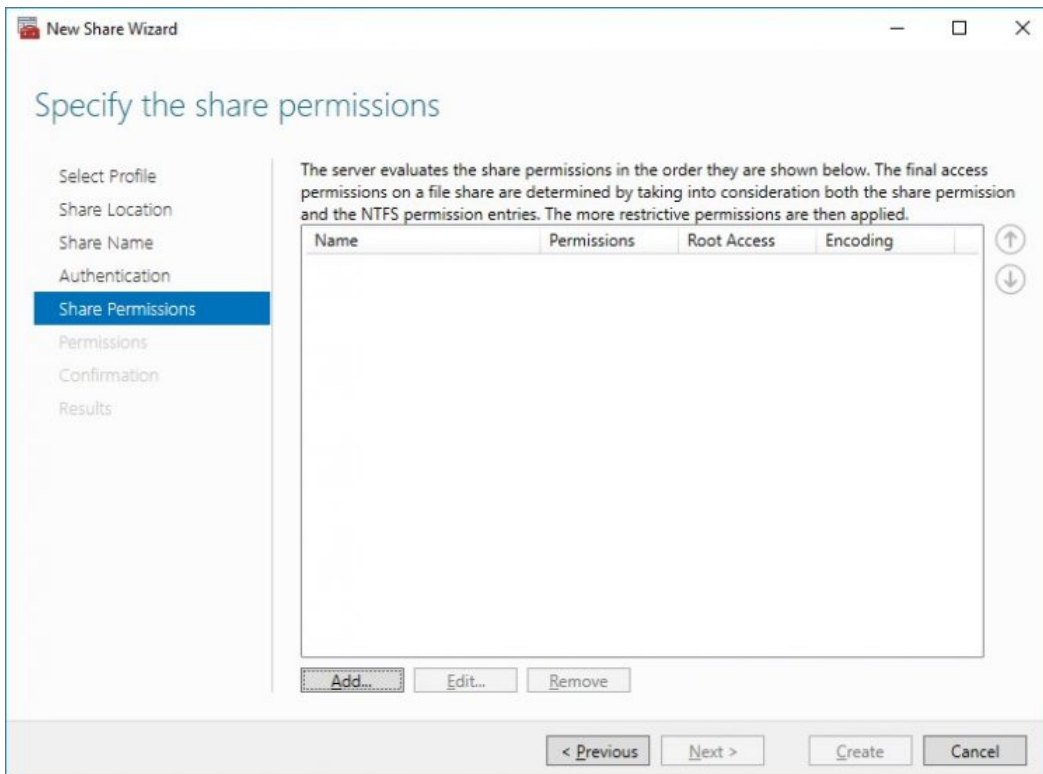 New Share Wizard
Specify the share permissions
Select Profile
Share Location
Share Name
Authentication
Share Permissions
Permissions
Confirmation
Results
The server evaluates the share permissions in the order they are shown below. The final access
permissions on a file share are determined by taking into consideration both the share permission
and the NTFS permission entries. The more restrictive permissions are then applied.
Name Permissions Root Access Encoding
Add... Edit... Remove
< Previous Next > Create Cancel